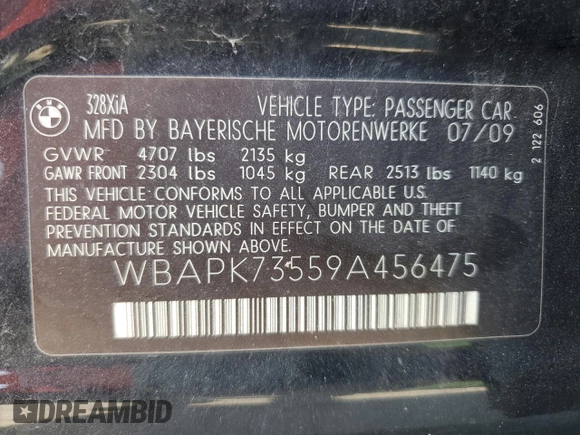 BMW
328XiA VEHICLE TYPE: PASSENGER CAR
MFD BY BAYERISCHE MOTORENWERKE 07/09
GVWR 4707 lbs 2135 kg
GAWR FRONT 2304 lbs 1045 kg REAR 2513 lbs 1140 kg
THIS VEHICLE CONFORMS TO ALL APPLICABLE U.S.
FEDERAL MOTOR VEHICLE SAFETY, BUMPER AND THEFT
PREVENTION STANDARDS IN EFFECT ON THE DATE OF
MANUFACTURE SHOWN ABOVE.
WBAPK73559A456475
2 122 606
DREAMBID